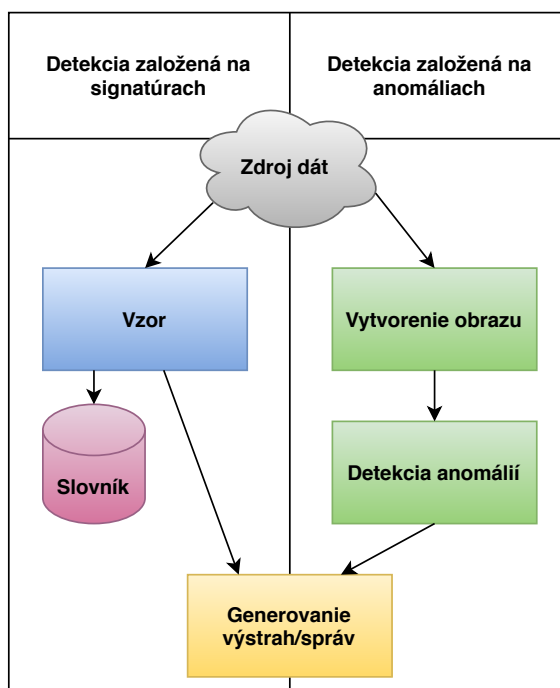 Detekcia založená na
signatúrach
Detekcia založená na
anomáliach
Zdroj dát
Vzor
Vytvorenie obrazu
Slovník
Detekcia anomálií
Generovanie
výstrah/správ